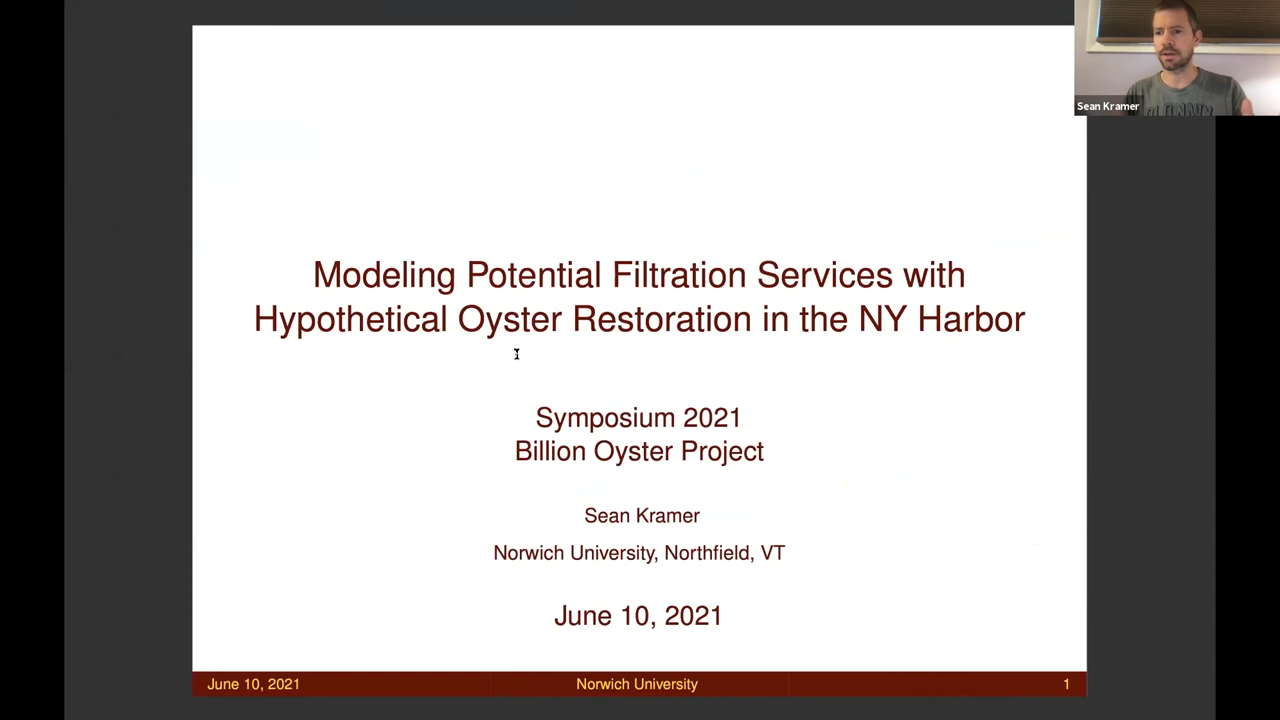 Sean Kramer
Modeling Potential Filtration Services with
Hypothetical Oyster Restoration in the NY Harbor
Symposium 2021
Billion Oyster Project
Sean Kramer
Norwich University, Northfield, VT
June 10, 2021
June 10, 2021 Norwich University 1